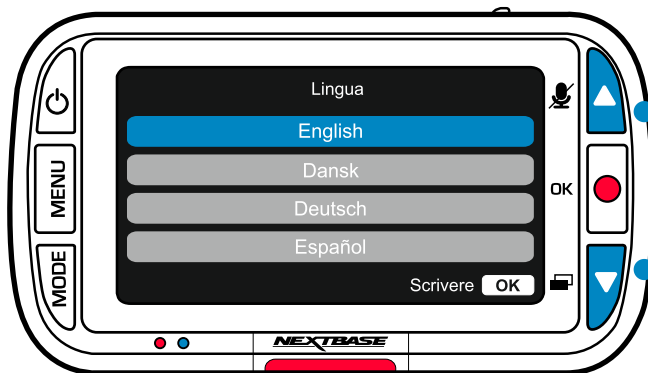 Lingua
English
Dansk
Deutsch
Español
Scrivere OK
MENU
MODE
OK
NEXTBASE